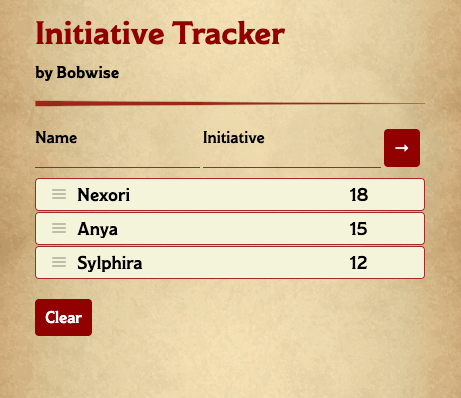 Initiative Tracker
by Bobwise
Name Initiative →
Nexori 18
Anya 15
Sylphira 12
Clear